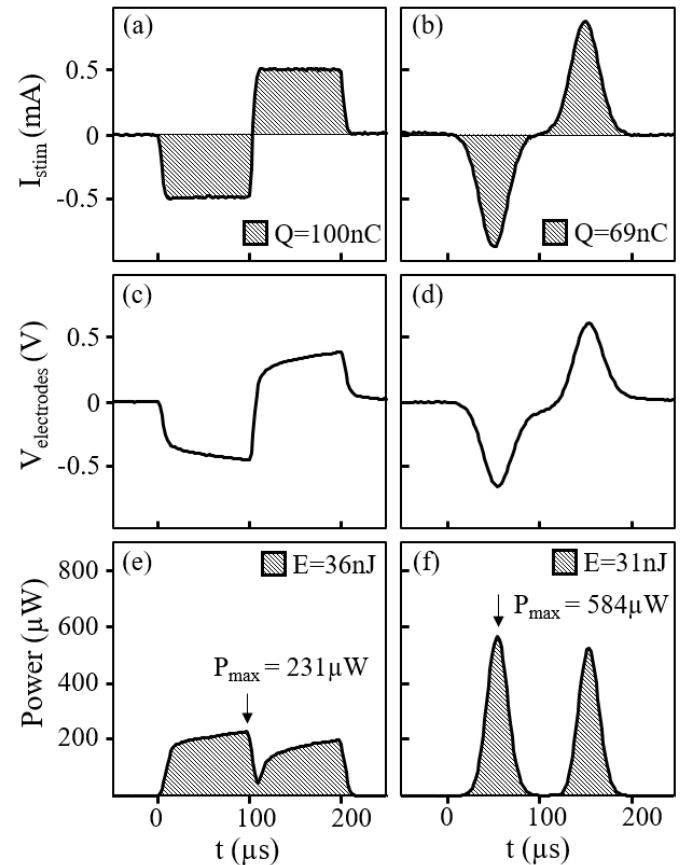 (a)
(b)
I_stim (mA)
0.5
0
-0.5
Q=100nC
Q=69nC
(c)
(d)
V_electrodes (V)
0.5
0
-0.5
(e)
E=36nJ
(f)
E=31nJ
Power (µW)
800
600
400
200
P_max = 231µW
P_max = 584µW
0 100 200
0 100 200
t (µs)
t (µs)